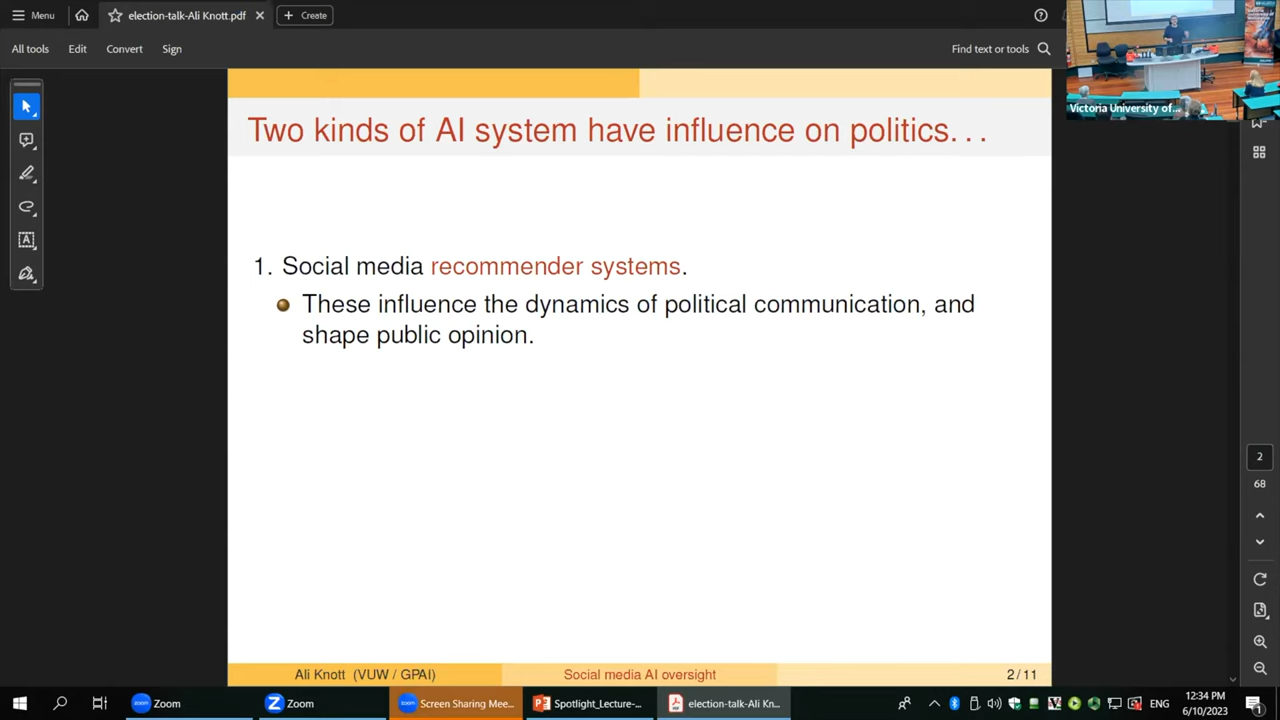 Menu
election-talk-Ali Knott.pdf
Create
All tools
Edit
Convert
Sign
Find text or tools
Victoria University of...
Two kinds of AI system have influence on politics...
1. Social media recommender systems.
These influence the dynamics of political communication, and
shape public opinion.
2
68
Ali Knott (VUW / GPAI)
Social media AI oversight
2 / 11
Zoom
Zoom
Screen Sharing Mee...
Spotlight_Lecture-...
election-talk-Ali Kn...
ENG
12:34 PM
6/10/2023
1